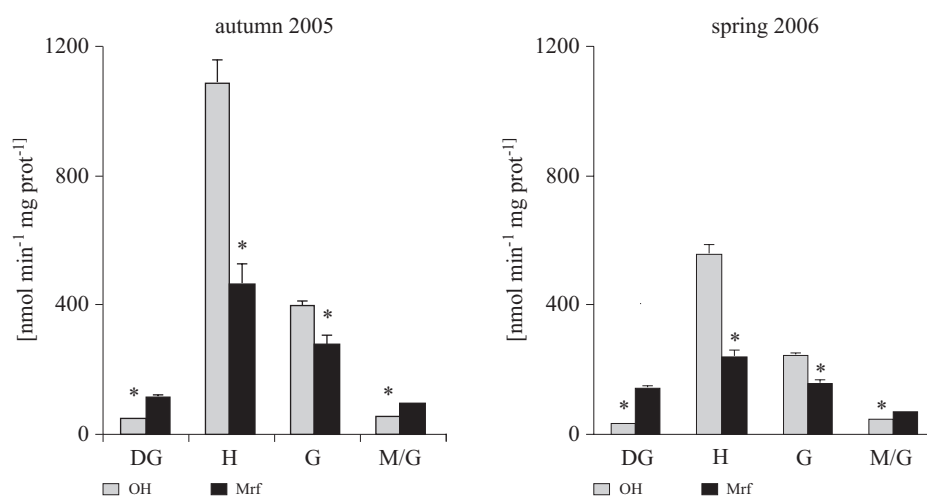 autumn 2005
[nmol min⁻¹ mg prot⁻¹]
1200
800
400
0
*
*
*
*
DG H G M/G
OH Mrf
spring 2006
[nmol min⁻¹ mg prot⁻¹]
1200
800
400
0
*
*
*
*
DG H G M/G
OH Mrf